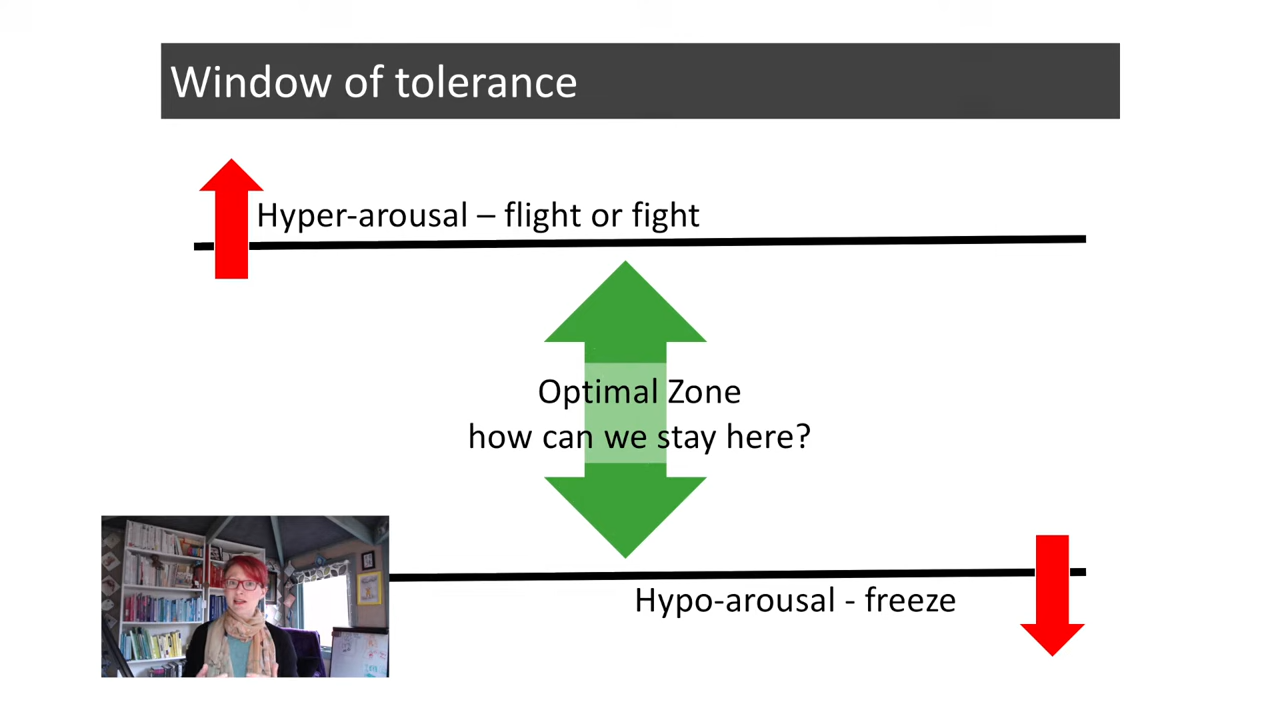 Window of tolerance
Hyper-arousal – flight or fight
Optimal Zone
how can we stay here?
Hypo-arousal - freeze